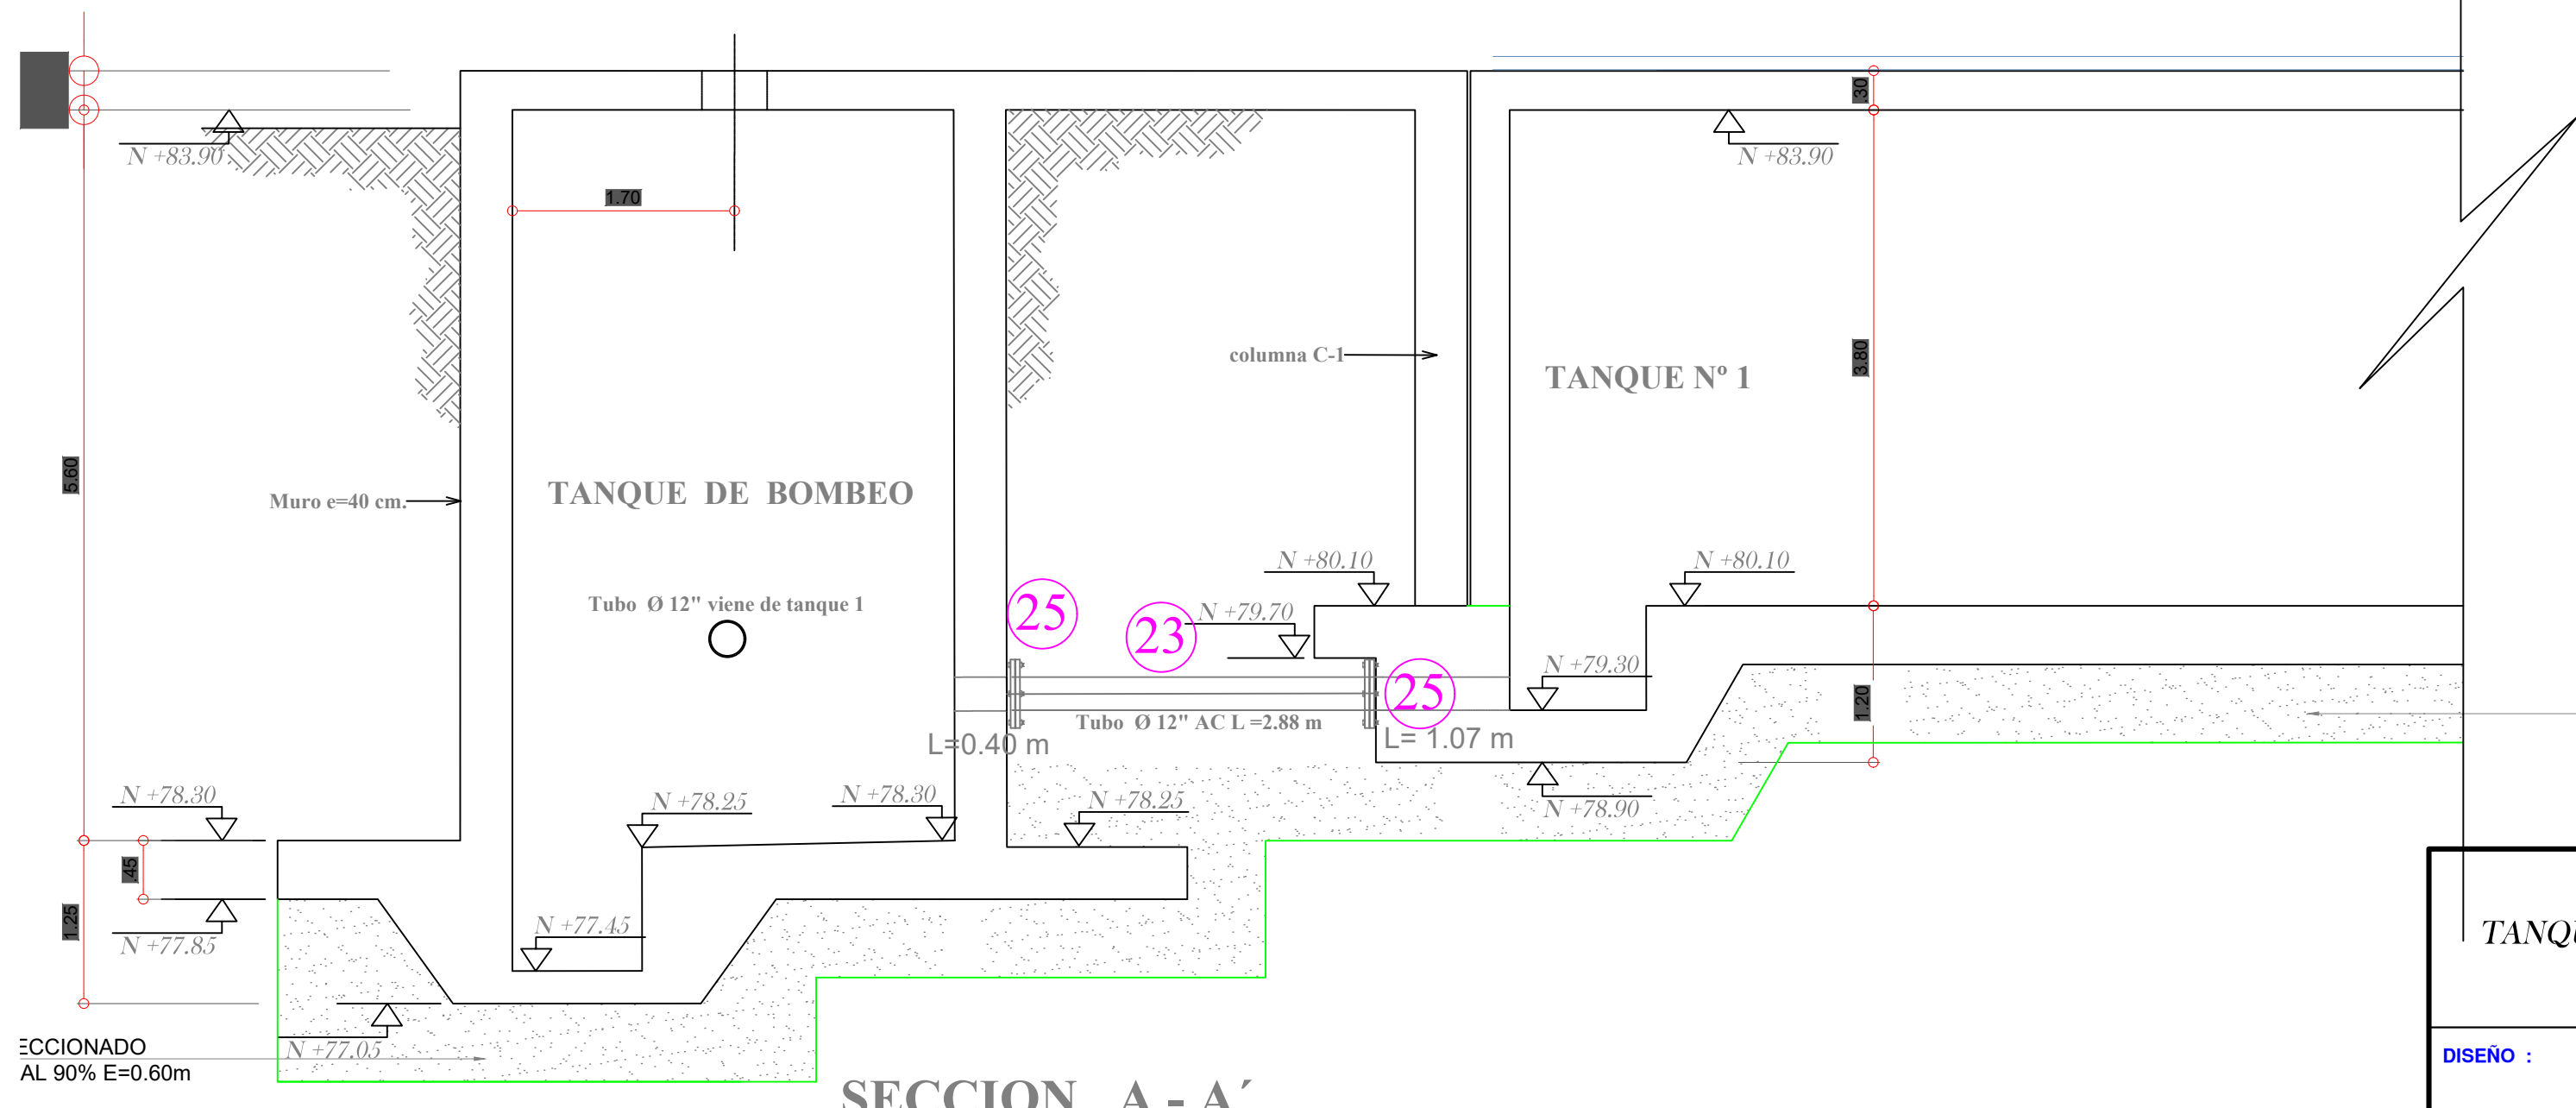 .30
N +83.90
N +83.90
1.70
columna C-1
3.80
TANQUE Nº 1
5.60
Muro e=40 cm.
TANQUE DE BOMBEO
N +80.10
N +80.10
Tubo Ø 12" viene de tanque 1
25
23
N +79.70
N +79.30
25
1.20
Tubo Ø 12" AC L =2.88 m
L=0.40 m
L= 1.07 m
N +78.30
N +78.25
N +78.30
N +78.25
N +78.90
.45
1.25
N +77.85
N +77.45
TANQU
ECCIONADO
N +77.05
AL 90% E=0.60m
DISEÑO :
SECCION A - A´